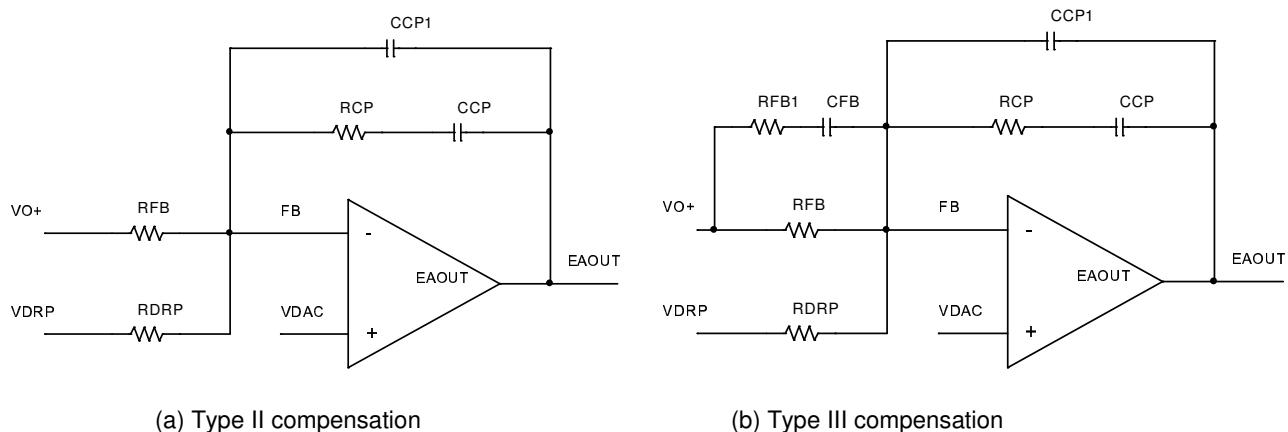 CCP1
RCP
CCP
VO+
RFB
FB
-
EAOUT
EAOUT
VDRP
RDRP
VDAC
+
(a) Type II compensation
CCP1
RFB1
CFB
RCP
CCP
VO+
RFB
FB
-
EAOUT
EAOUT
VDRP
RDRP
VDAC
+
(b) Type III compensation